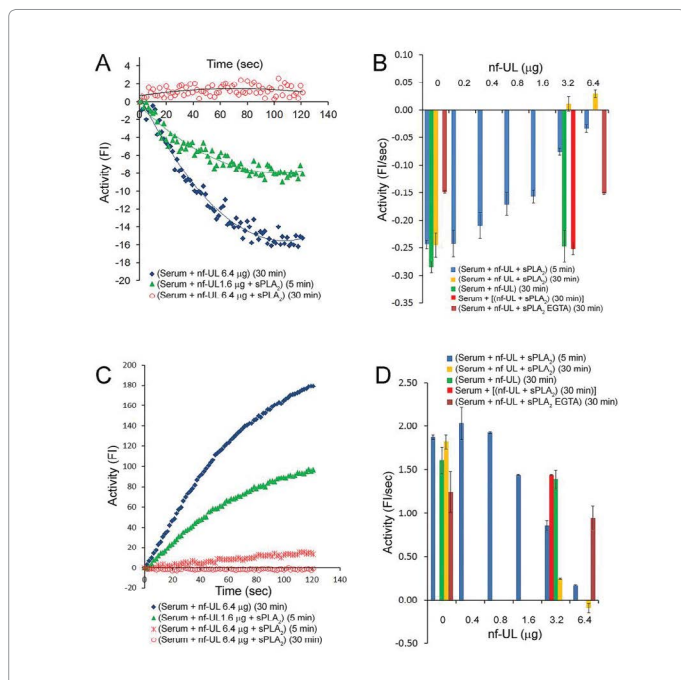 A
Time (sec)
0 20 40 60 80 100 120 140
4
2
0
-2
-4
-6
-8
-10
-12
-14
-16
-18
-20
Activity (FI)
(Serum + nf-UL 6.4 μg) (30 min)
(Serum + nf-UL1.6 μg + sPLA2) (5 min)
(Serum + nf-UL 6.4 μg + sPLA2) (30 min)
B
nf-UL (μg)
0 0.2 0.4 0.8 1.6 3.2 6.4
0.10
0.05
0.00
-0.05
-0.10
-0.15
-0.20
-0.25
-0.30
-0.35
Activity (FI/sec)
(Serum + nf-UL + sPLA2) (5 min)
(Serum + nf-UL + sPLA2) (30 min)
(Serum + nf-UL) (30 min)
Serum + [(nf-UL + sPLA2) (30 min)]
(Serum + nf-UL + sPLA2 EGTA) (30 min)
C
200
180
160
140
120
100
80
60
40
20
0
-20
Activity (FI)
0 20 40 60 80 100 120 140
Time (sec)
(Serum + nf-UL 6.4 μg) (30 min)
(Serum + nf-UL1.6 μg + sPLA2) (5 min)
(Serum + nf-UL 6.4 μg + sPLA2) (5 min)
(Serum + nf-UL 6.4 μg + sPLA2) (30 min)
D
(Serum + nf-UL + sPLA2) (5 min)
(Serum + nf-UL + sPLA2) (30 min)
(Serum + nf-UL) (30 min)
Serum + [(nf-UL + sPLA2) (30 min)]
(Serum + nf-UL + sPLA2 EGTA) (30 min)
2.50
2.00
1.50
1.00
0.50
0.00
-0.50
Activity (FI/sec)
0 0.4 0.8 1.6 3.2 6.4
nf-UL (μg)